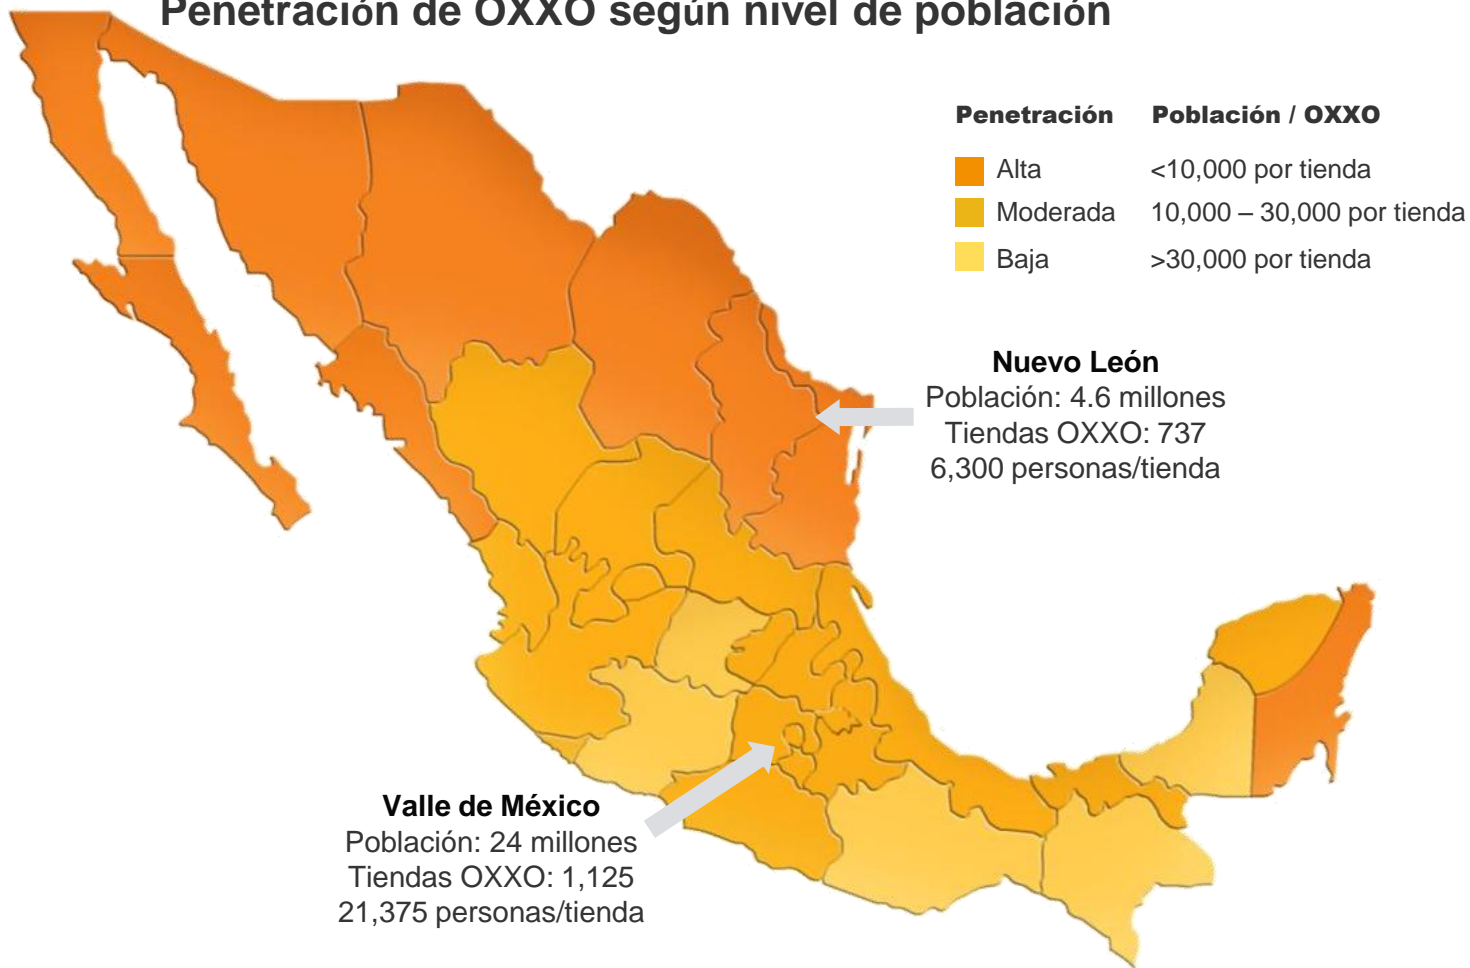 Penetración de OXXO según nivel de población
Penetración Población / OXXO
Alta <10,000 por tienda
Moderada 10,000 – 30,000 por tienda
Baja >30,000 por tienda
Nuevo León
Población: 4.6 millones
Tiendas OXXO: 737
6,300 personas/tienda
Valle de México
Población: 24 millones
Tiendas OXXO: 1,125
21,375 personas/tienda